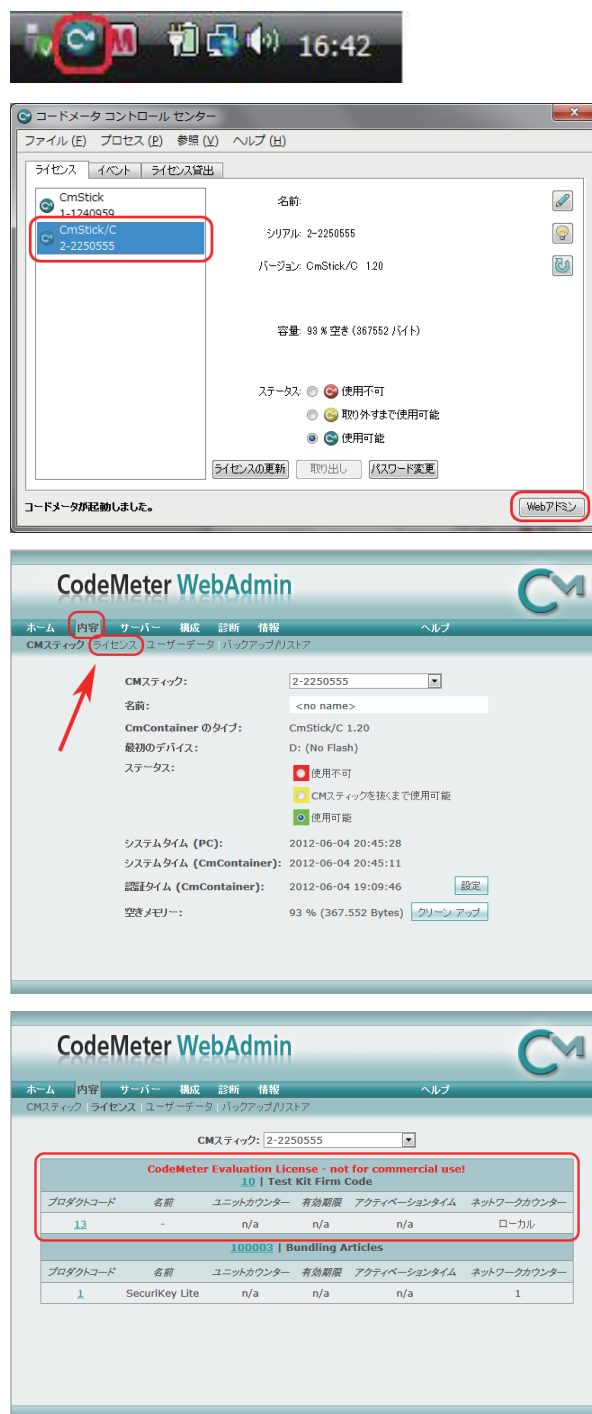 16:42
コードメータ コントロール センター
ファイル (F) プロセス (P) 参照 (V) ヘルプ (H)
ライセンス イベント ライセンス貸出
CmStick
1-1240959
CmStick/C
2-2250555
名前:
シリアル: 2-2250555
バージョン: CmStick/C 1.20
容量: 93 % 空き (367552 バイト)
ステータス: 使用不可
取り外すまで使用可能
使用可能
ライセンスの更新 取り出し パスワード変更
コードメータが起動しました。 Webアドミン
CodeMeter WebAdmin
ホーム 内容 サーバー 構成 診断 情報 ヘルプ
CMスティック | ライセンス | ユーザーデータ | バックアップ/リストア
CMスティック: 2-2250555
名前: <no name>
CmContainer のタイプ: CmStick/C 1.20
最初のデバイス: D: (No Flash)
ステータス: 使用不可
CMスティックを抜くまで使用可能
使用可能
システムタイム (PC): 2012-06-04 20:45:28
システムタイム (CmContainer): 2012-06-04 20:45:11
認証タイム (CmContainer): 2012-06-04 19:09:46 設定
空きメモリー: 93 % (367.552 Bytes) クリーン アップ
CodeMeter WebAdmin
ホーム 内容 サーバー 構成 診断 情報 ヘルプ
CMスティック | ライセンス | ユーザーデータ | バックアップ/リストア
CMスティック: 2-2250555
CodeMeter Evaluation License - not for commercial use!
10 | Test Kit Firm Code
プロダクトコード 名前 ユニットカウンター 有効期限 アクティベーションタイム ネットワークカウンター
13 - n/a n/a n/a ローカル
100003 | Bundling Articles
プロダクトコード 名前 ユニットカウンター 有効期限 アクティベーションタイム ネットワークカウンター
1 SecuriKey Lite n/a n/a n/a 1